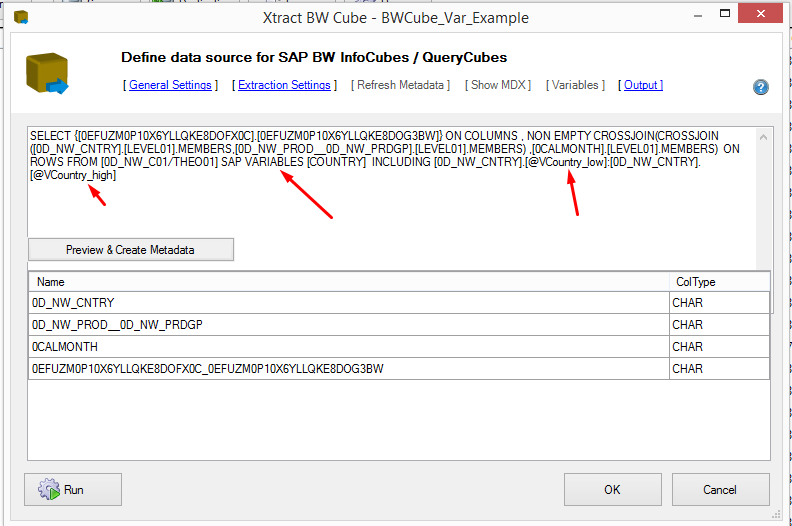 Xtract BW Cube - BWCube_Var_Example
Define data source for SAP BW InfoCubes / QueryCubes
[ General Settings ] [ Extraction Settings ] [ Refresh Metadata ] [ Show MDX ] [ Variables ] [ Output ]
SELECT {[0EFUZM0P10X6YLLQKE8DOFX0C].[0EFUZM0P10X6YLLQKE8DOG3BW]} ON COLUMNS , NON EMPTY CROSSJOIN(CROSSJOIN
([0D_NW_CNTRY].[LEVEL01].MEMBERS,[0D_NW_PROD__0D_NW_PRDGP].[LEVEL01].MEMBERS) ,[0CALMONTH].[LEVEL01].MEMBERS) ON
ROWS FROM [0D_NW_C01/THEO01] SAP VARIABLES [COUNTRY] INCLUDING [0D_NW_CNTRY].[@VCountry_low]:[0D_NW_CNTRY].
[@VCountry_high]
Preview & Create Metadata
Name ColType
0D_NW_CNTRY CHAR
0D_NW_PROD__0D_NW_PRDGP CHAR
0CALMONTH CHAR
0EFUZM0P10X6YLLQKE8DOFX0C_0EFUZM0P10X6YLLQKE8DOG3BW CHAR
Run OK Cancel